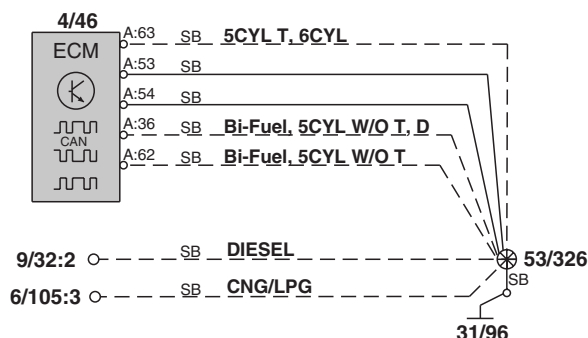 4/46
ECM
CAN
A:63 SB 5CYL T, 6CYL
A:53 SB
A:54 SB
A:36 SB Bi-Fuel, 5CYL W/O T, D
A:62 SB Bi-Fuel, 5CYL W/O T
9/32:2 SB DIESEL
53/326
6/105:3 SB CNG/LPG
SB
31/96